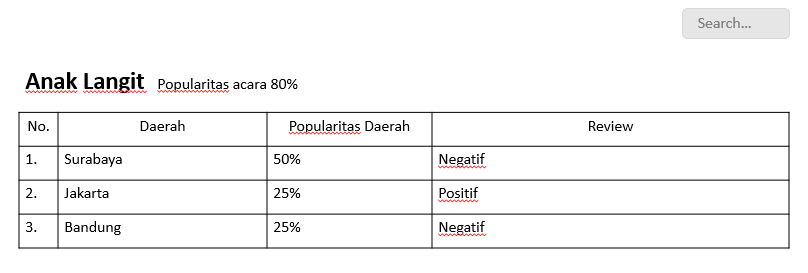 Search...
Anak Langit Popularitas acara 80%
No. Daerah Popularitas Daerah Review
1. Surabaya 50% Negatif
2. Jakarta 25% Positif
3. Bandung 25% Negatif